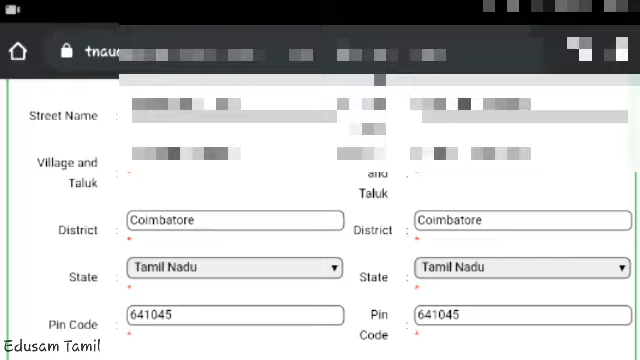 tnau
Street Name :
Village and Taluk : * and Taluk : *
District : Coimbatore * District : Coimbatore *
State : Tamil Nadu * State : Tamil Nadu *
Pin Code : 641045 * Pin Code : 641045 *
Edusam Tamil